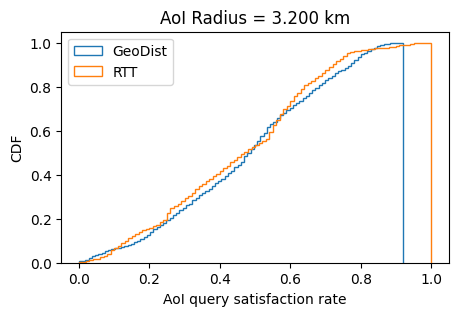 AoI Radius = 3.200 km
GeoDist
RTT
CDF
1.0
0.8
0.6
0.4
0.2
0.0
0.0 0.2 0.4 0.6 0.8 1.0
AoI query satisfaction rate